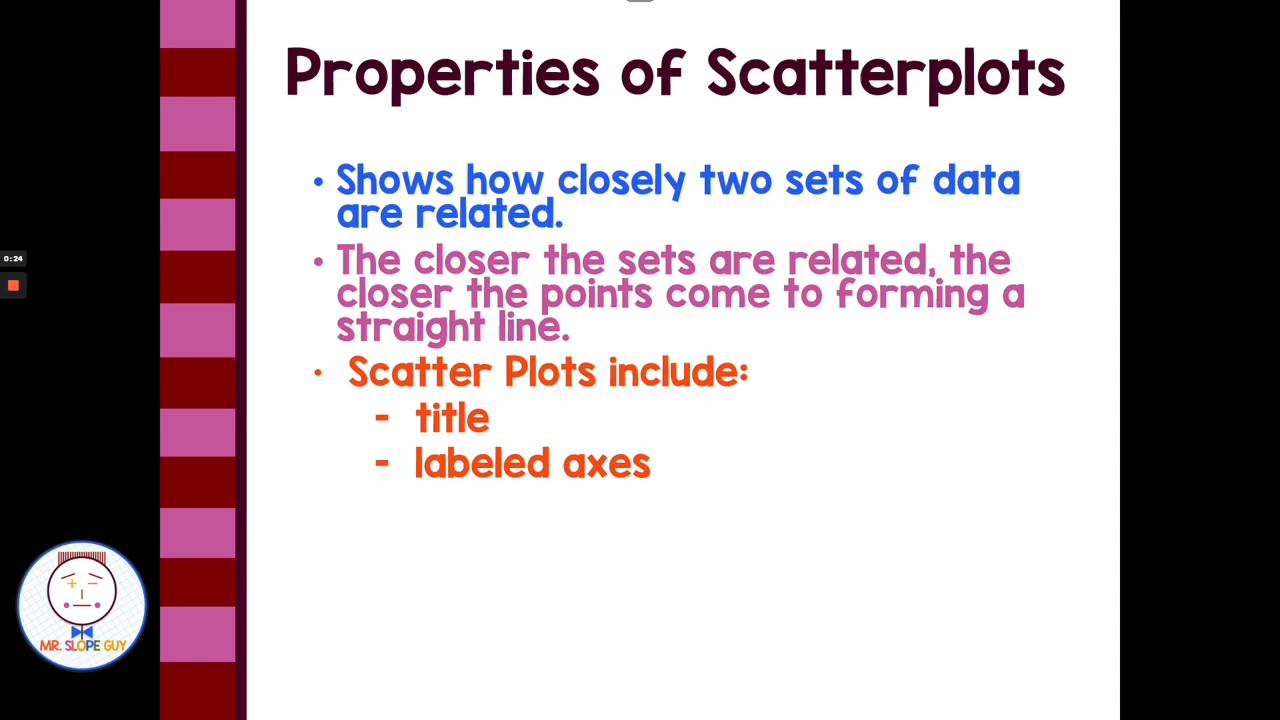 Properties of Scatterplots
• Shows how closely two sets of data
are related.
• The closer the sets are related, the
closer the points come to forming a
straight line.
• Scatter Plots include:
- title
- labeled axes
0:24
MR. SLOPE GUY